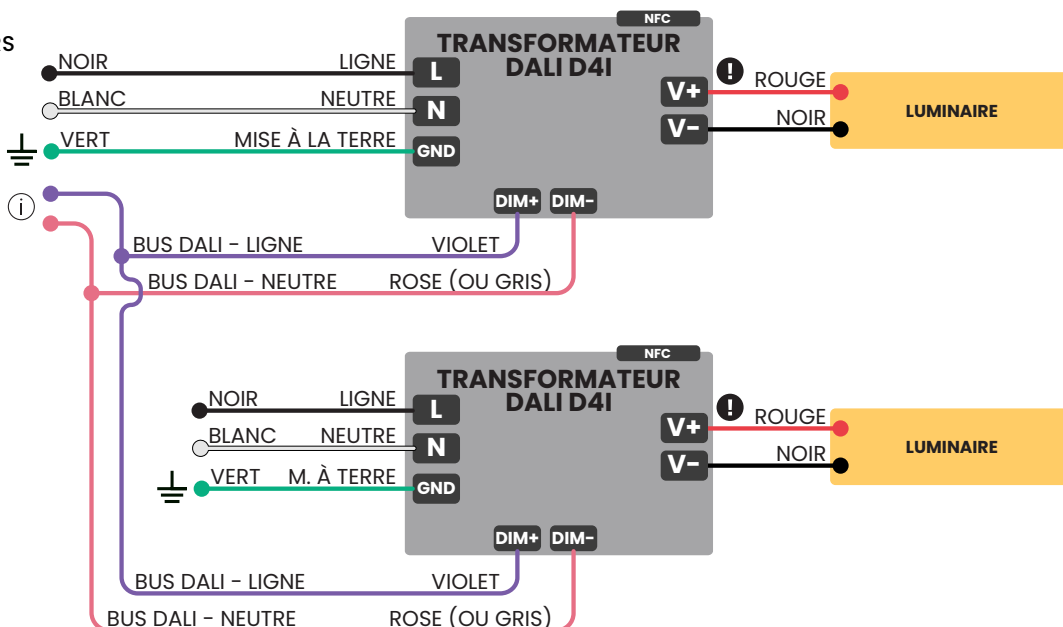 NFC
TRANSFORMATEUR
DALI D4I
NOIR LIGNE L
BLANC NEUTRE N
VERT MISE À LA TERRE GND
V+ ! ROUGE
V- NOIR
LUMINAIRE
i
DIM+ DIM-
BUS DALI - LIGNE VIOLET
BUS DALI - NEUTRE ROSE (OU GRIS)
NFC
TRANSFORMATEUR
DALI D4I
NOIR LIGNE L
BLANC NEUTRE N
VERT M. À TERRE GND
V+ ! ROUGE
V- NOIR
LUMINAIRE
DIM+ DIM-
BUS DALI - LIGNE VIOLET
BUS DALI - NEUTRE ROSE (OU GRIS)